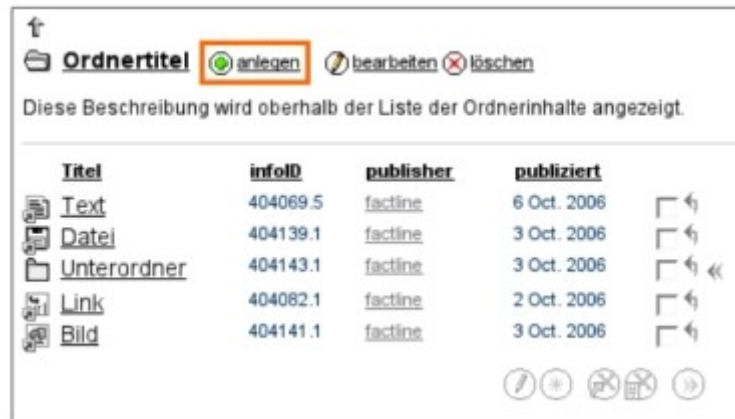 Ordnertitel anlegen bearbeiten löschen
Diese Beschreibung wird oberhalb der Liste der Ordnerinhalte angezeigt.
Titel infoID publisher publiziert
Text 404069.5 factline 6 Oct. 2006
Datei 404139.1 factline 3 Oct. 2006
Unterordner 404143.1 factline 3 Oct. 2006
Link 404082.1 factline 2 Oct. 2006
Bild 404141.1 factline 3 Oct. 2006